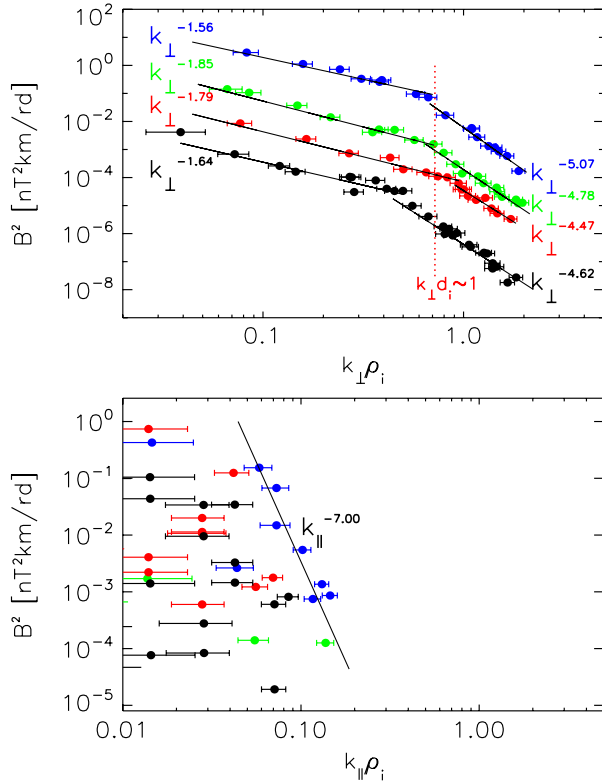 10²
10⁰
10⁻²
10⁻⁴
10⁻⁶
10⁻⁸
B² [nT²km/rd]
k⊥^-1.56
k⊥^-1.85
k⊥^-1.79
k⊥^-1.64
k⊥^-5.07
k⊥^-4.78
k⊥^-4.47
k⊥^-4.62
k⊥dᵢ~1
0.1 1.0
k⊥ρᵢ
10⁰
10⁻¹
10⁻²
10⁻³
10⁻⁴
10⁻⁵
B² [nT²km/rd]
k∥^-7.00
0.01 0.10 1.00
k∥ρᵢ